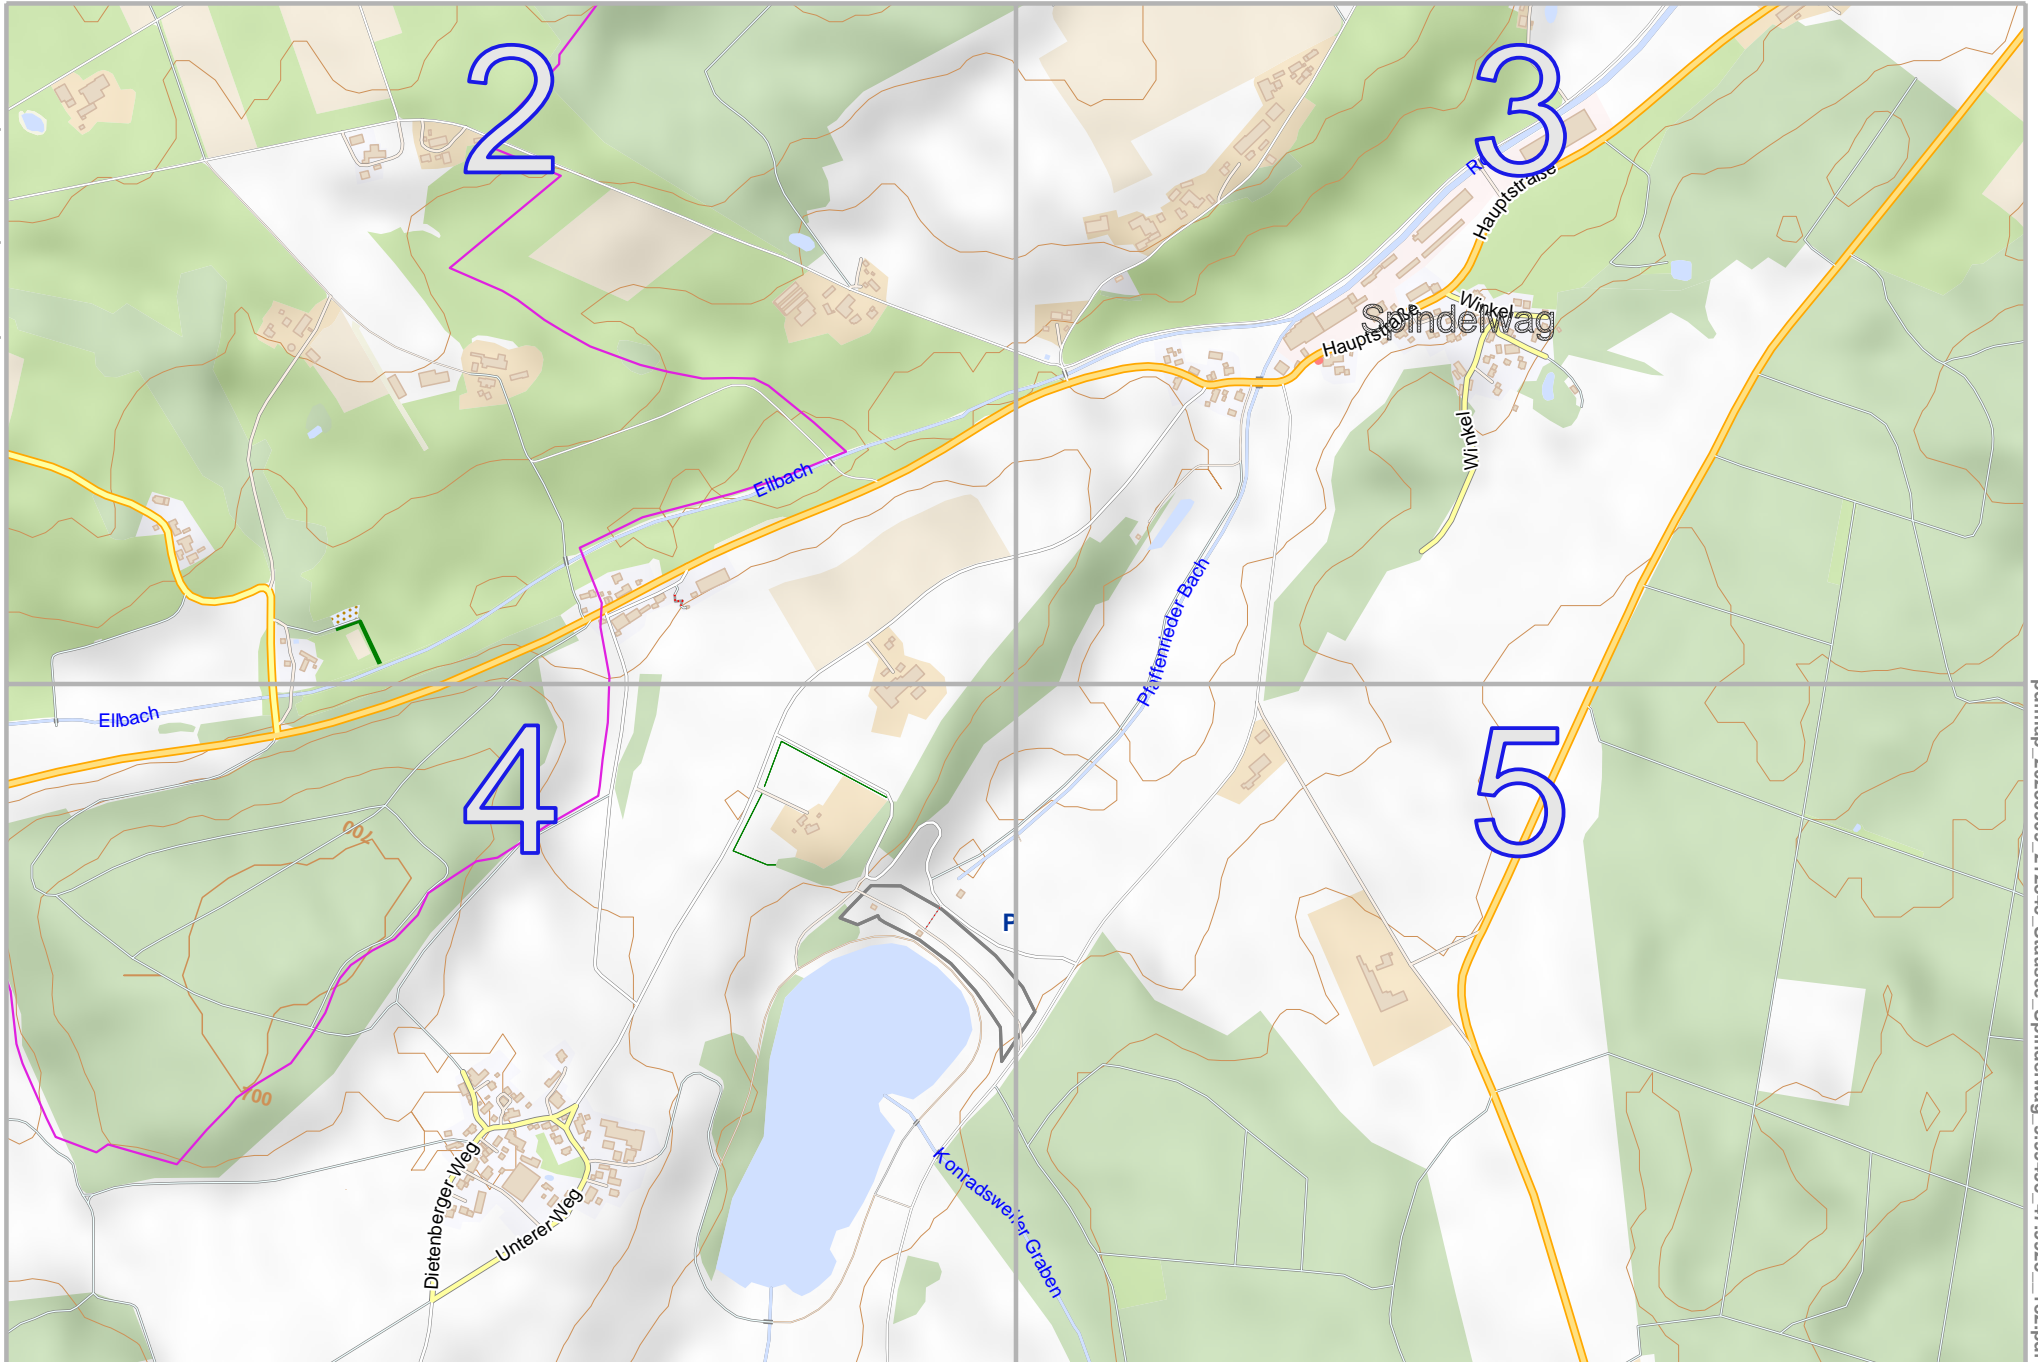 2
3
Hauptstraße
Winkel
Spindelwag
Hauptstraße
Winkel
Ellbach
Pfaffenrieder Bach
Ellbach
4
5
700
P
700
Konradsweiler Graben
Dietenberger Weg
Unterer Weg